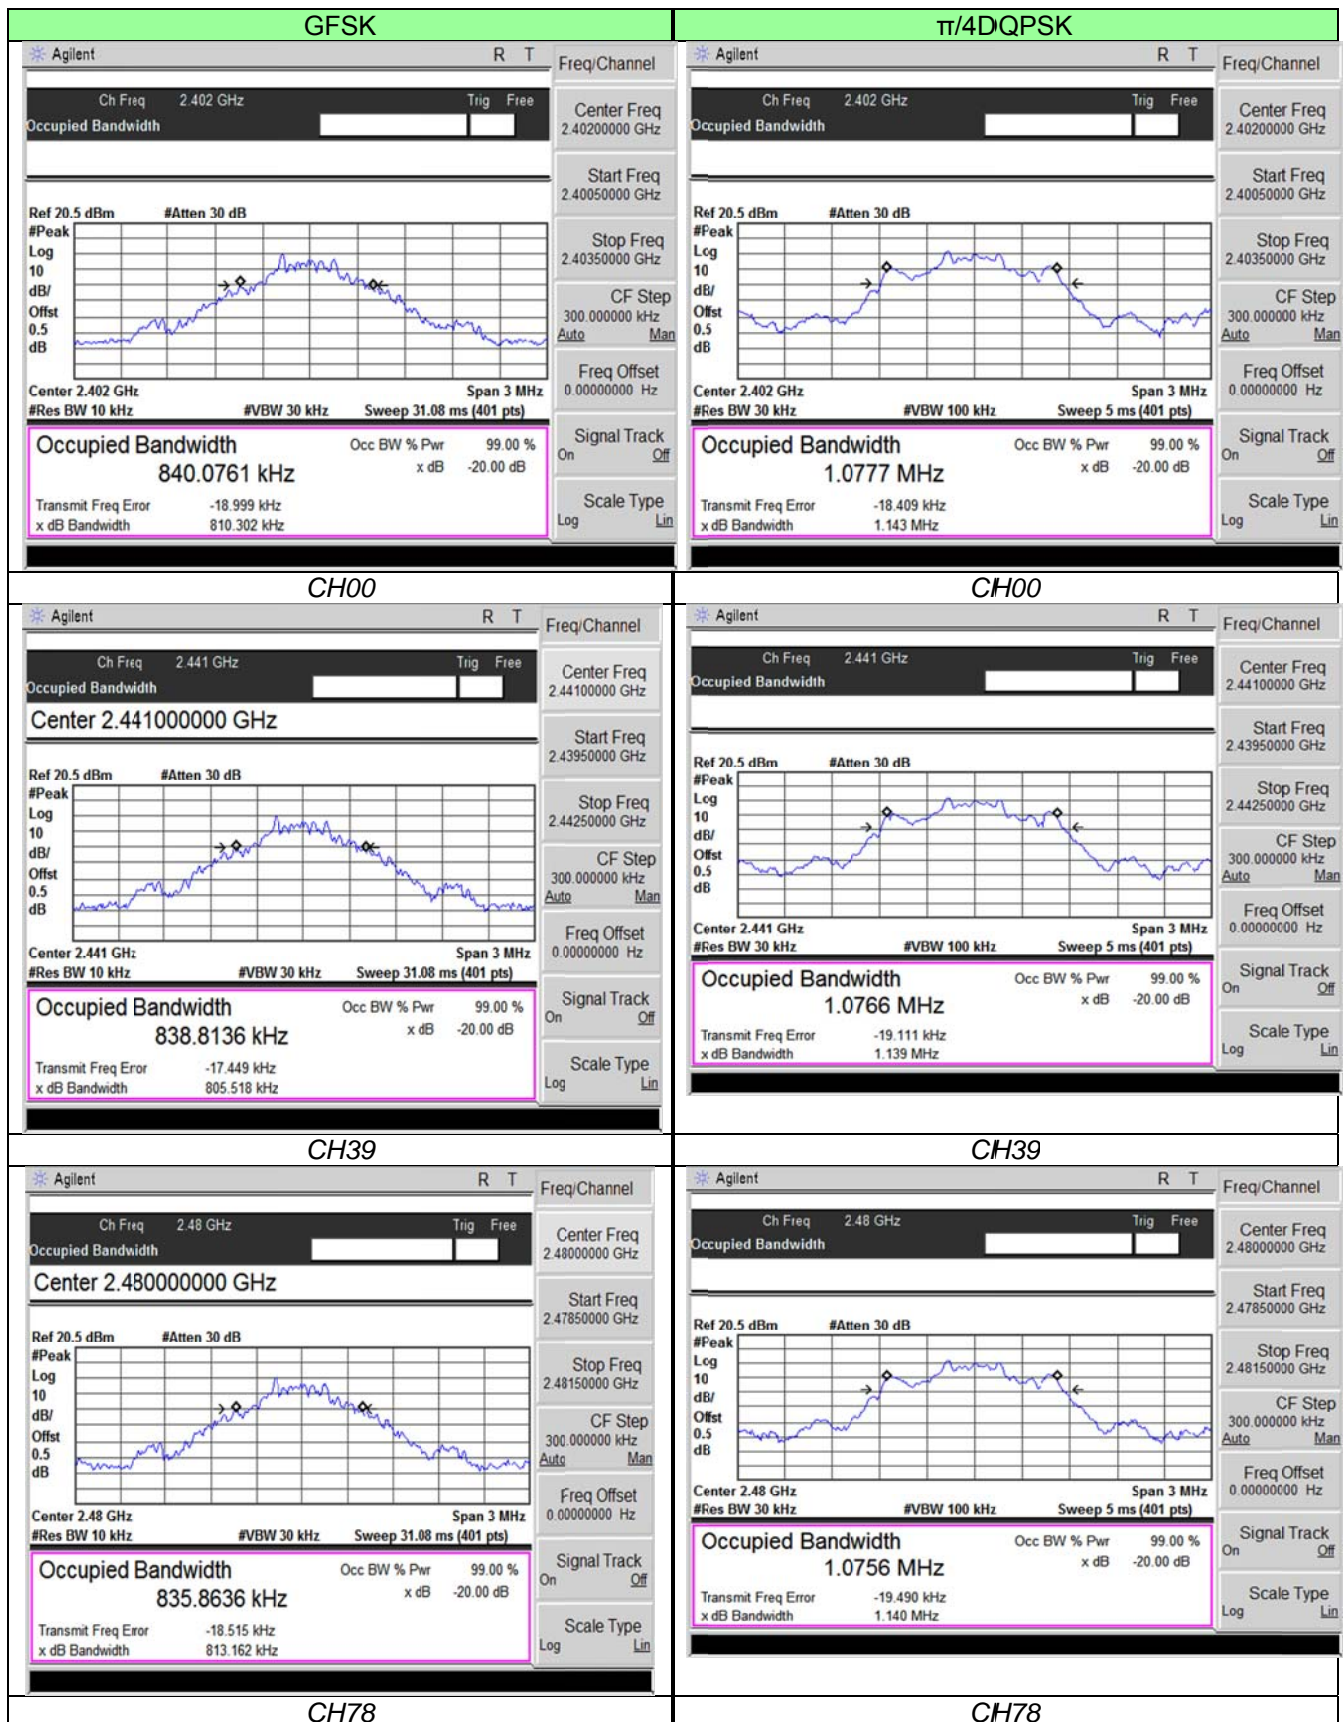 GFSK
π/4DQPSK
Agilent
R T
Freq/Channel
Ch Freq 2.402 GHz
Trig Free
Occupied Bandwidth
Center Freq
2.40200000 GHz
Start Freq
2.40050000 GHz
Stop Freq
2.40350000 GHz
CF Step
300.000000 kHz
Auto Man
Freq Offset
0.00000000 Hz
Signal Track
On Off
Scale Type
Log Lin
Ref 20.5 dBm #Atten 30 dB
#Peak
Log
10
dB/
Offst
0.5
dB
Center 2.402 GHz Span 3 MHz
#Res BW 10 kHz #VBW 30 kHz Sweep 31.08 ms (401 pts)
Occupied Bandwidth
840.0761 kHz
Occ BW % Pwr 99.00 %
x dB -20.00 dB
Transmit Freq Error -18.999 kHz
x dB Bandwidth 810.302 kHz
Agilent
R T
Freq/Channel
Ch Freq 2.402 GHz
Trig Free
Occupied Bandwidth
Center Freq
2.40200000 GHz
Start Freq
2.40050000 GHz
Stop Freq
2.40350000 GHz
CF Step
300.000000 kHz
Auto Man
Freq Offset
0.00000000 Hz
Signal Track
On Off
Scale Type
Log Lin
Ref 20.5 dBm #Atten 30 dB
#Peak
Log
10
dB/
Offst
0.5
dB
Center 2.402 GHz Span 3 MHz
#Res BW 30 kHz #VBW 100 kHz Sweep 5 ms (401 pts)
Occupied Bandwidth
1.0777 MHz
Occ BW % Pwr 99.00 %
x dB -20.00 dB
Transmit Freq Error -18.409 kHz
x dB Bandwidth 1.143 MHz
CH00
CH00
Agilent
R T
Freq/Channel
Ch Freq 2.441 GHz
Trig Free
Occupied Bandwidth
Center 2.441000000 GHz
Center Freq
2.44100000 GHz
Start Freq
2.43950000 GHz
Stop Freq
2.44250000 GHz
CF Step
300.000000 kHz
Auto Man
Freq Offset
0.00000000 Hz
Signal Track
On Off
Scale Type
Log Lin
Ref 20.5 dBm #Atten 30 dB
#Peak
Log
10
dB/
Offst
0.5
dB
Center 2.441 GHz Span 3 MHz
#Res BW 10 kHz #VBW 30 kHz Sweep 31.08 ms (401 pts)
Occupied Bandwidth
838.8136 kHz
Occ BW % Pwr 99.00 %
x dB -20.00 dB
Transmit Freq Error -17.449 kHz
x dB Bandwidth 805.518 kHz
Agilent
R T
Freq/Channel
Ch Freq 2.441 GHz
Trig Free
Occupied Bandwidth
Center Freq
2.44100000 GHz
Start Freq
2.43950000 GHz
Stop Freq
2.44250000 GHz
CF Step
300.000000 kHz
Auto Man
Freq Offset
0.00000000 Hz
Signal Track
On Off
Scale Type
Log Lin
Ref 20.5 dBm #Atten 30 dB
#Peak
Log
10
dB/
Offst
0.5
dB
Center 2.441 GHz Span 3 MHz
#Res BW 30 kHz #VBW 100 kHz Sweep 5 ms (401 pts)
Occupied Bandwidth
1.0766 MHz
Occ BW % Pwr 99.00 %
x dB -20.00 dB
Transmit Freq Error -19.111 kHz
x dB Bandwidth 1.139 MHz
CH39
CH39
Agilent
R T
Freq/Channel
Ch Freq 2.48 GHz
Trig Free
Occupied Bandwidth
Center 2.480000000 GHz
Center Freq
2.48000000 GHz
Start Freq
2.47850000 GHz
Stop Freq
2.48150000 GHz
CF Step
300.000000 kHz
Auto Man
Freq Offset
0.00000000 Hz
Signal Track
On Off
Scale Type
Log Lin
Ref 20.5 dBm #Atten 30 dB
#Peak
Log
10
dB/
Offst
0.5
dB
Center 2.48 GHz Span 3 MHz
#Res BW 10 kHz #VBW 30 kHz Sweep 31.08 ms (401 pts)
Occupied Bandwidth
835.8636 kHz
Occ BW % Pwr 99.00 %
x dB -20.00 dB
Transmit Freq Error -18.515 kHz
x dB Bandwidth 813.162 kHz
Agilent
R T
Freq/Channel
Ch Freq 2.48 GHz
Trig Free
Occupied Bandwidth
Center Freq
2.48000000 GHz
Start Freq
2.47850000 GHz
Stop Freq
2.48150000 GHz
CF Step
300.000000 kHz
Auto Man
Freq Offset
0.00000000 Hz
Signal Track
On Off
Scale Type
Log Lin
Ref 20.5 dBm #Atten 30 dB
#Peak
Log
10
dB/
Offst
0.5
dB
Center 2.48 GHz Span 3 MHz
#Res BW 30 kHz #VBW 100 kHz Sweep 5 ms (401 pts)
Occupied Bandwidth
1.0756 MHz
Occ BW % Pwr 99.00 %
x dB -20.00 dB
Transmit Freq Error -19.490 kHz
x dB Bandwidth 1.140 MHz
CH78
CH78